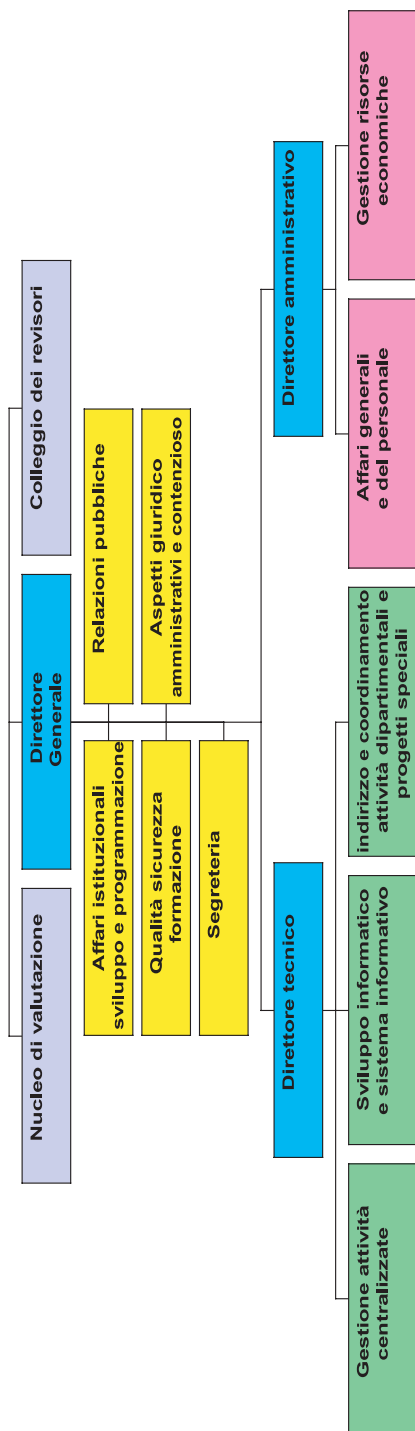 Nucleo di valutazione
Direttore
Generale
Colleggio dei revisori
Affari istituzionali
sviluppo e programmazione
Relazioni pubbliche
Qualità sicurezza
formazione
Aspetti giuridico
amministrativi e contenzioso
Segreteria
Direttore tecnico
Direttore amministrativo
Gestione attività
centralizzate
Sviluppo informatico
e sistema informativo
Indirizzo e coordinamento
attività dipartimentali e
progetti speciali
Affari generali
e del personale
Gestione risorse
economiche